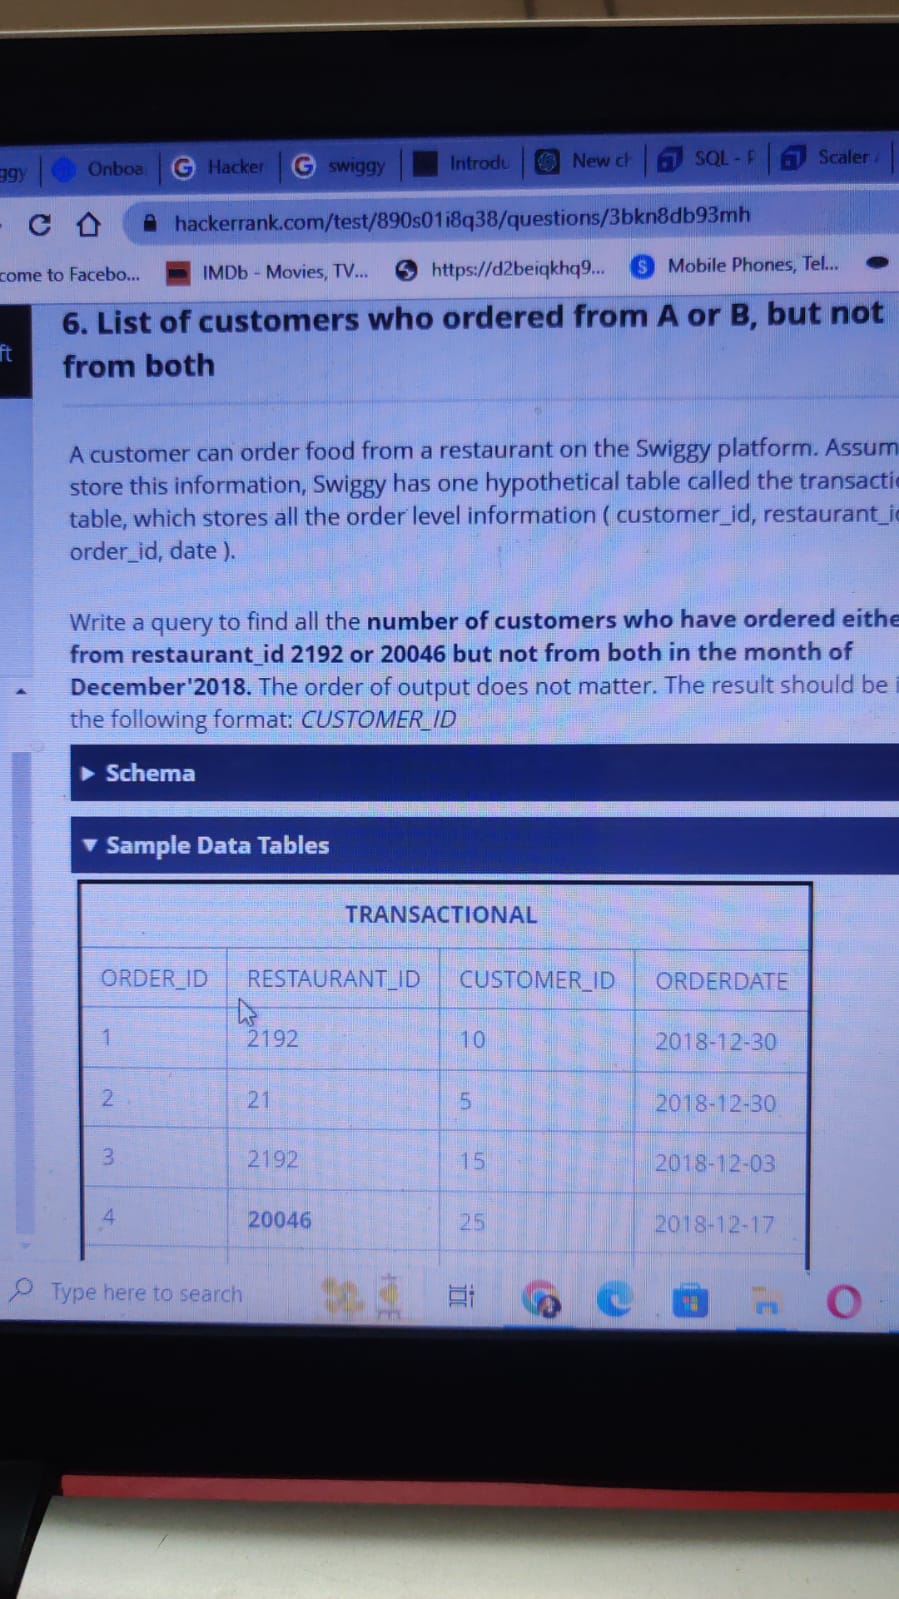 ggy
Onboa
Hacker
swiggy
Introdu
New ch
SQL - F
Scaler
hackerrank.com/test/890s01i8q38/questions/3bkn8db93mh
come to Facebo...
IMDb - Movies, TV...
https://d2beiqkhq9...
S
Mobile Phones, Tel...
ft
6. List of customers who ordered from A or B, but not
from both
A customer can order food from a restaurant on the Swiggy platform. Assum
store this information, Swiggy has one hypothetical table called the transacti
table, which stores all the order level information ( customer_id, restaurant_i
order_id, date ).
Write a query to find all the number of customers who have ordered eithe
from restaurant_id 2192 or 20046 but not from both in the month of
December'2018. The order of output does not matter. The result should be i
the following format: CUSTOMER_ID
Schema
Sample Data Tables
TRANSACTIONAL
ORDER_ID RESTAURANT_ID CUSTOMER_ID ORDERDATE
1 2192 10 2018-12-30
2 21 5 2018-12-30
3 2192 15 2018-12-03
4 20046 25 2018-12-17
Type here to search